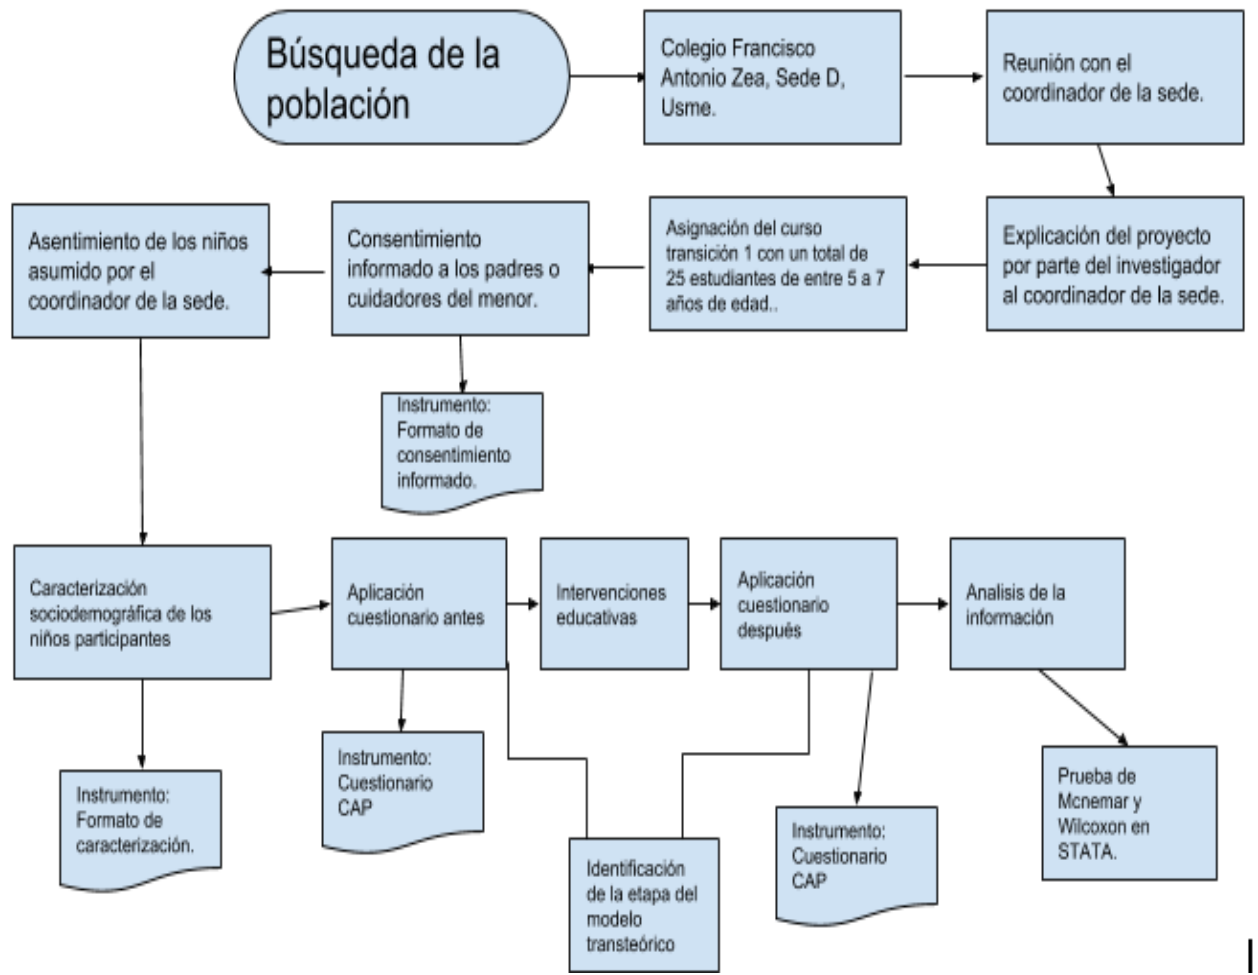 Búsqueda de la
población
Colegio Francisco
Antonio Zea, Sede D,
Usme.
Reunión con el
coordinador de la sede.
Explicación del proyecto
por parte del investigador
al coordinador de la sede.
Asignación del curso
transición 1 con un total de
25 estudiantes de entre 5 a 7
años de edad..
Consentimiento
informado a los padres o
cuidadores del menor.
Asentimiento de los niños
asumido por el
coordinador de la sede.
Instrumento:
Formato de
consentimiento
informado.
Caracterización
sociodemográfica de los
niños participantes
Aplicación
cuestionario antes
Intervenciones
educativas
Aplicación
cuestionario
después
Analisis de la
información
Instrumento:
Formato de
caracterización.
Instrumento:
Cuestionario
CAP
Identificación
de la etapa del
modelo
transteórico
Instrumento:
Cuestionario
CAP
Prueba de
Mcnemar y
Wilcoxon en
STATA.